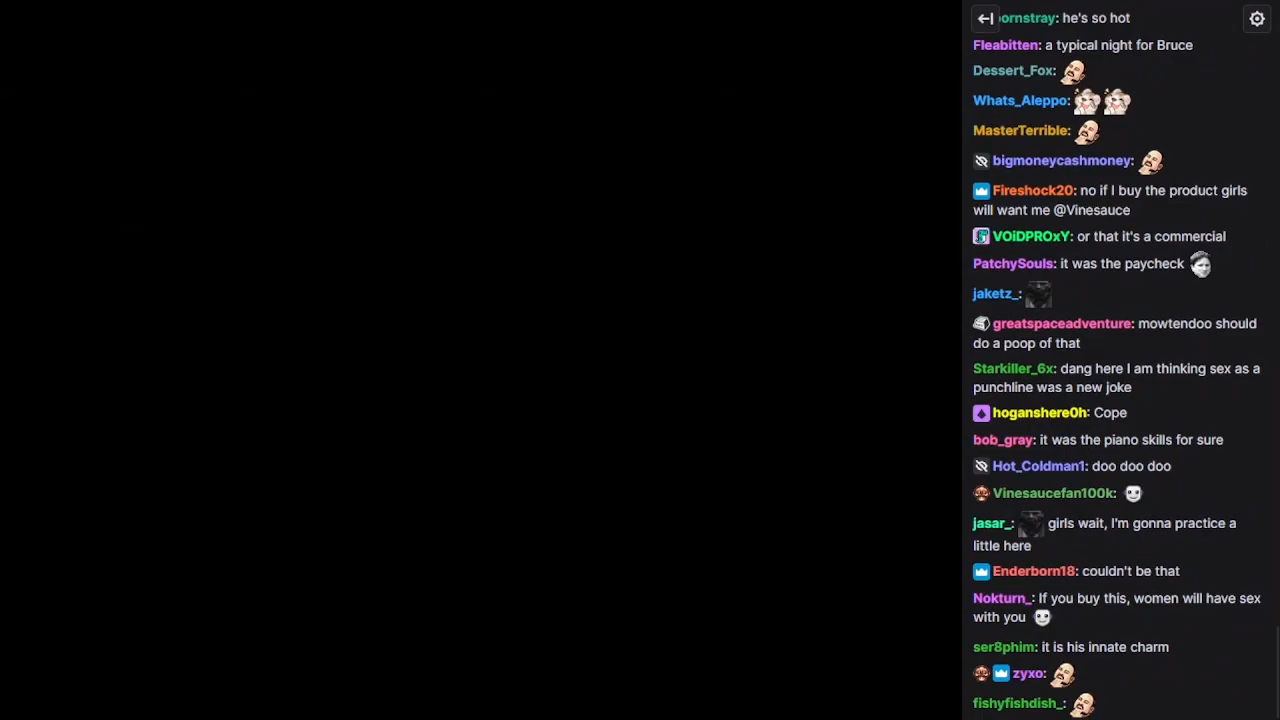 ornstray: he's so hot
Fleabitten: a typical night for Bruce
Dessert_Fox:
Whats_Aleppo:
MasterTerrible:
bigmoneycashmoney:
Fireshock20: no if I buy the product girls
will want me @Vinesauce
VOiDPROxY: or that it's a commercial
PatchySouls: it was the paycheck
jaketz_:
greatspaceadventure: mowtendoo should
do a poop of that
Starkiller_6x: dang here I am thinking sex as a
punchline was a new joke
hoganshere0h: Cope
bob_gray: it was the piano skills for sure
Hot_Coldman1: doo doo doo
Vinesaucefan100k:
jasar_: girls wait, I'm gonna practice a
little here
Enderborn18: couldn't be that
Nokturn_: If you buy this, women will have sex
with you
ser8phim: it is his innate charm
zyxo:
fishyfishdish_: